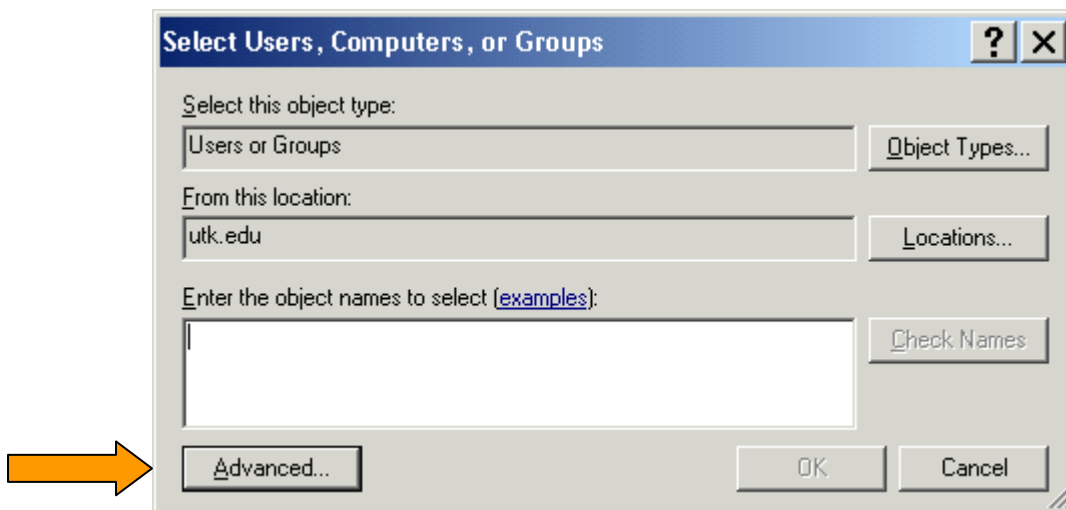 Select Users, Computers, or Groups
Select this object type:
Users or Groups
Object Types...
From this location:
utk.edu
Locations...
Enter the object names to select (examples):
Check Names
Advanced...
OK
Cancel